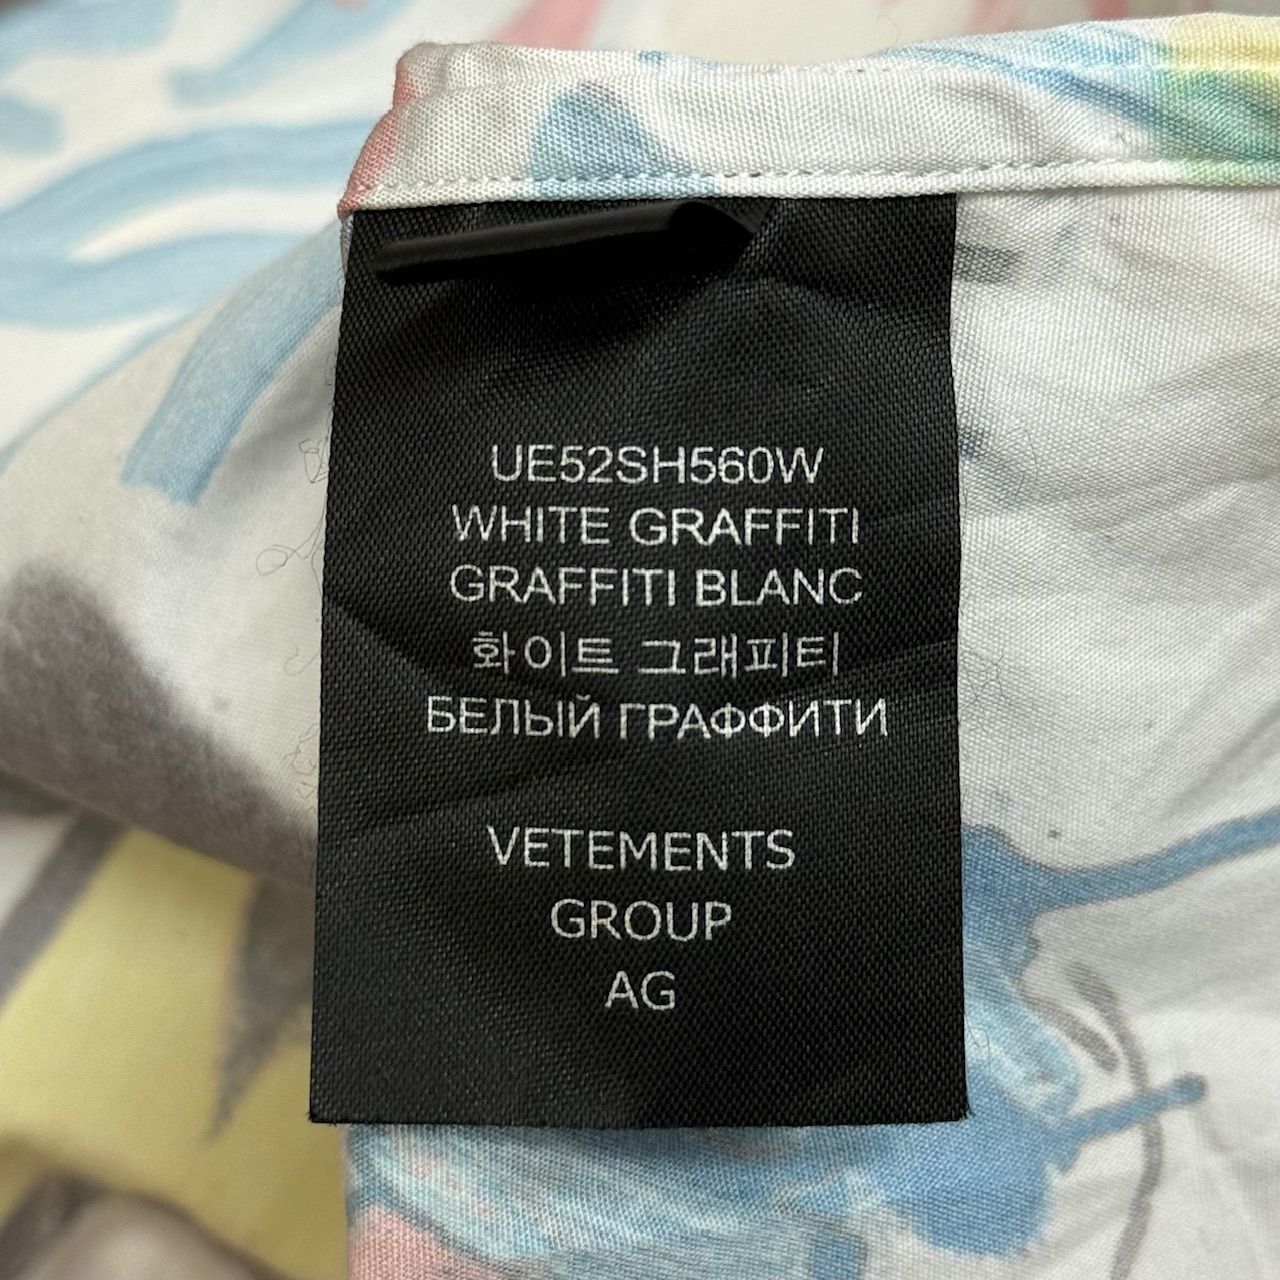 UE52SH560W
WHITE GRAFFITI
GRAFFITI BLANC
화이트 그래피티
БЕЛЫЙ ГРАФФИТИ
VETEMENTS
GROUP
AG